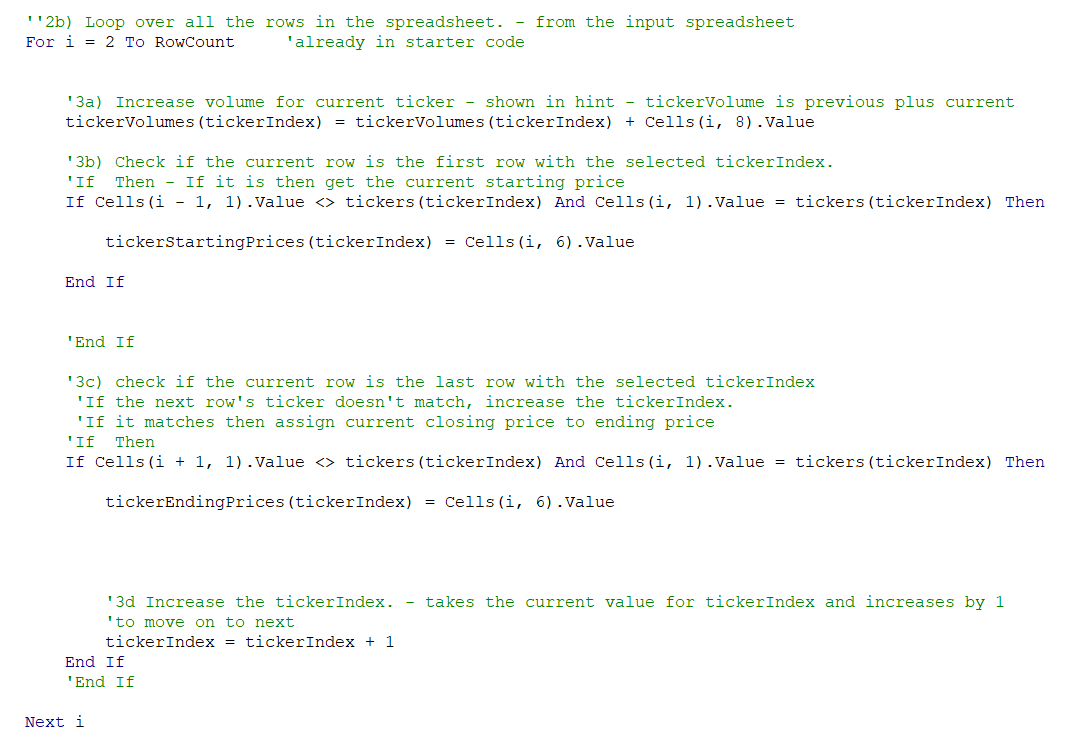 ''2b) Loop over all the rows in the spreadsheet. - from the input spreadsheet
For i = 2 To RowCount     'already in starter code
'3a) Increase volume for current ticker - shown in hint - tickerVolume is previous plus current
tickerVolumes(tickerIndex) = tickerVolumes(tickerIndex) + Cells(i, 8).Value
'3b) Check if the current row is the first row with the selected tickerIndex.
'If  Then - If it is then get the current starting price
If Cells(i - 1, 1).Value <> tickers(tickerIndex) And Cells(i, 1).Value = tickers(tickerIndex) Then
tickerStartingPrices(tickerIndex) = Cells(i, 6).Value
End If
'End If
'3c) check if the current row is the last row with the selected tickerIndex
'If the next row's ticker doesn't match, increase the tickerIndex.
'If it matches then assign current closing price to ending price
'If  Then
If Cells(i + 1, 1).Value <> tickers(tickerIndex) And Cells(i, 1).Value = tickers(tickerIndex) Then
tickerEndingPrices(tickerIndex) = Cells(i, 6).Value
'3d Increase the tickerIndex. - takes the current value for tickerIndex and increases by 1
'to move on to next
tickerIndex = tickerIndex + 1
End If
'End If
Next i